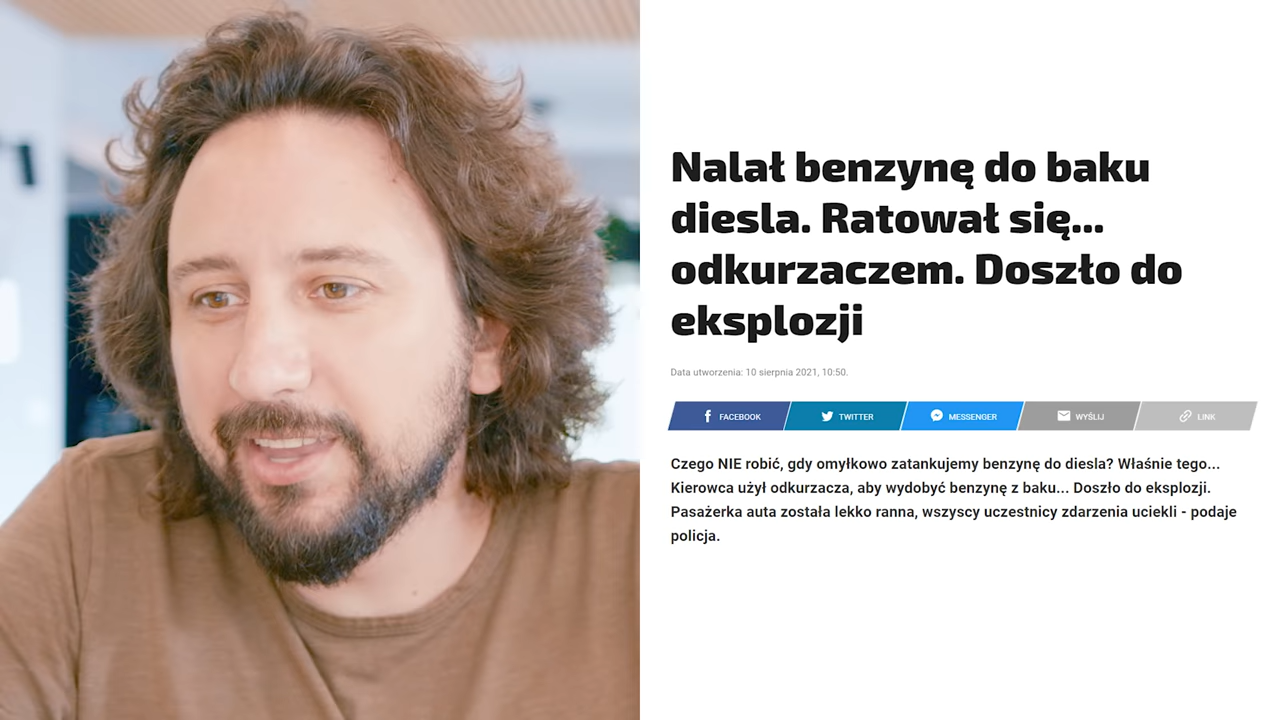 Nalał benzynę do baku
diesla. Ratował się...
odkurzaczem. Doszło do
eksplozji
Data utworzenia: 10 sierpnia 2021, 10:50.
FACEBOOK TWITTER MESSENGER WYŚLIJ LINK
Czego NIE robić, gdy omyłkowo zatankujemy benzynę do diesla? Właśnie tego...
Kierowca użył odkurzacza, aby wydobyć benzynę z baku... Doszło do eksplozji.
Pasażerka auta została lekko ranna, wszyscy uczestnicy zdarzenia uciekli - podaje
policja.